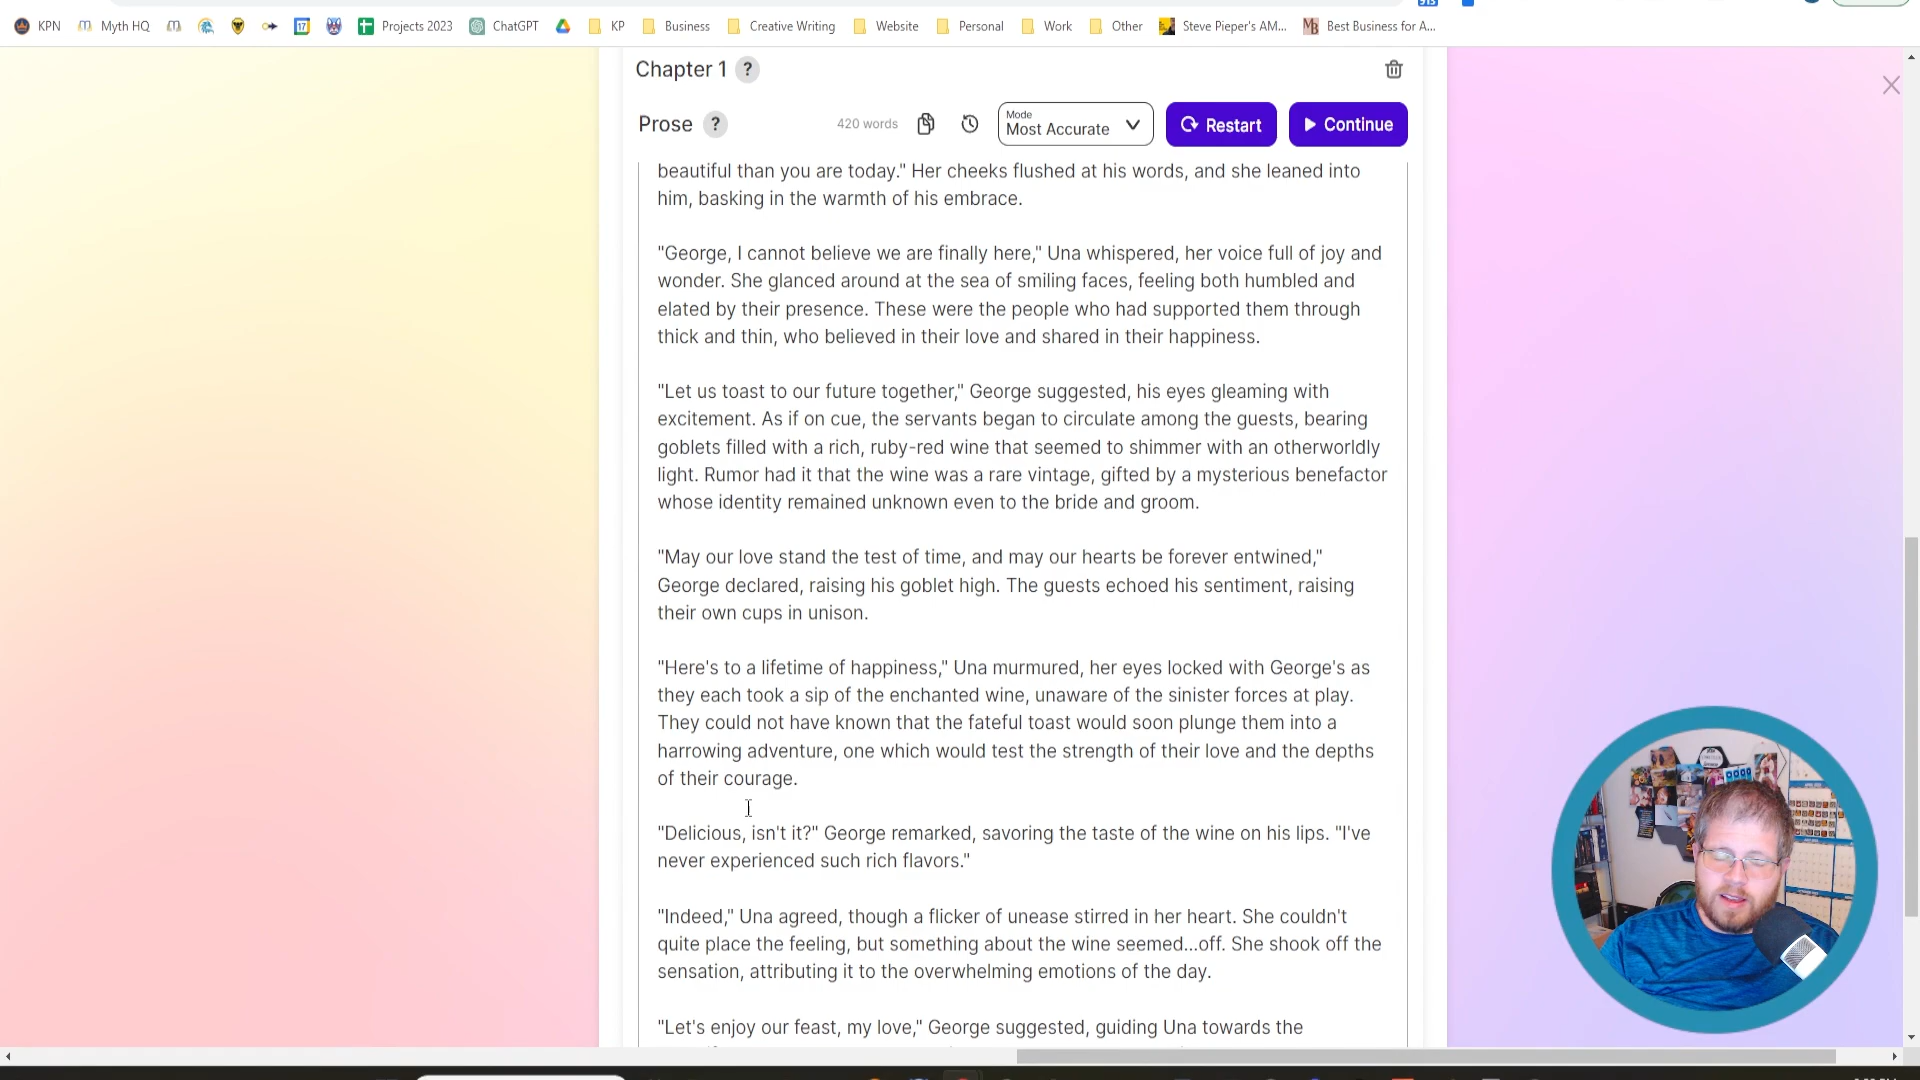 KPN Myth HQ Projects 2023 ChatGPT KP Business Creative Writing Website Personal Work Other Steve Pieper's AM... Best Business for A...
Chapter 1 ?
Prose ? 420 words Mode Most Accurate Restart Continue
beautiful than you are today." Her cheeks flushed at his words, and she leaned into
him, basking in the warmth of his embrace.
"George, I cannot believe we are finally here," Una whispered, her voice full of joy and
wonder. She glanced around at the sea of smiling faces, feeling both humbled and
elated by their presence. These were the people who had supported them through
thick and thin, who believed in their love and shared in their happiness.
"Let us toast to our future together," George suggested, his eyes gleaming with
excitement. As if on cue, the servants began to circulate among the guests, bearing
goblets filled with a rich, ruby-red wine that seemed to shimmer with an otherworldly
light. Rumor had it that the wine was a rare vintage, gifted by a mysterious benefactor
whose identity remained unknown even to the bride and groom.
"May our love stand the test of time, and may our hearts be forever entwined,"
George declared, raising his goblet high. The guests echoed his sentiment, raising
their own cups in unison.
"Here's to a lifetime of happiness," Una murmured, her eyes locked with George's as
they each took a sip of the enchanted wine, unaware of the sinister forces at play.
They could not have known that the fateful toast would soon plunge them into a
harrowing adventure, one which would test the strength of their love and the depths
of their courage.
"Delicious, isn't it?" George remarked, savoring the taste of the wine on his lips. "I've
never experienced such rich flavors."
"Indeed," Una agreed, though a flicker of unease stirred in her heart. She couldn't
quite place the feeling, but something about the wine seemed...off. She shook off the
sensation, attributing it to the overwhelming emotions of the day.
"Let's enjoy our feast, my love," George suggested, guiding Una towards the